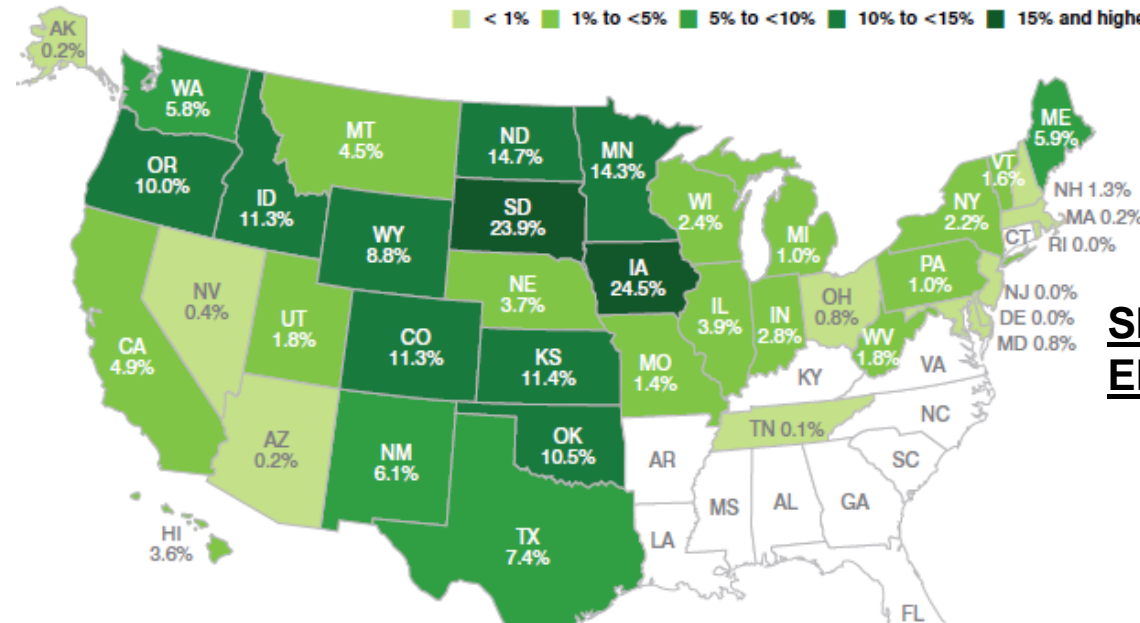 < 1% 1% to <5% 5% to <10% 10% to <15% 15% and highe
AK
0.2%
WA
5.8%
OR
10.0%
ID
11.3%
MT
4.5%
ND
14.7%
MN
14.3%
SD
23.9%
WY
8.8%
WI
2.4%
MI
1.0%
NY
2.2%
VT
1.6%
ME
5.9%
NH 1.3%
MA 0.2%
CT
RI 0.0%
PA
1.0%
NJ 0.0%
DE 0.0%
MD 0.8%
CA
4.9%
NV
0.4%
UT
1.8%
CO
11.3%
NE
3.7%
IA
24.5%
IL
3.9%
IN
2.8%
OH
0.8%
WV
1.8%
VA
KY
KS
11.4%
MO
1.4%
AZ
0.2%
NM
6.1%
OK
10.5%
AR
TN 0.1%
NC
SC
MS
AL
GA
LA
TX
7.4%
HI
3.6%
FL